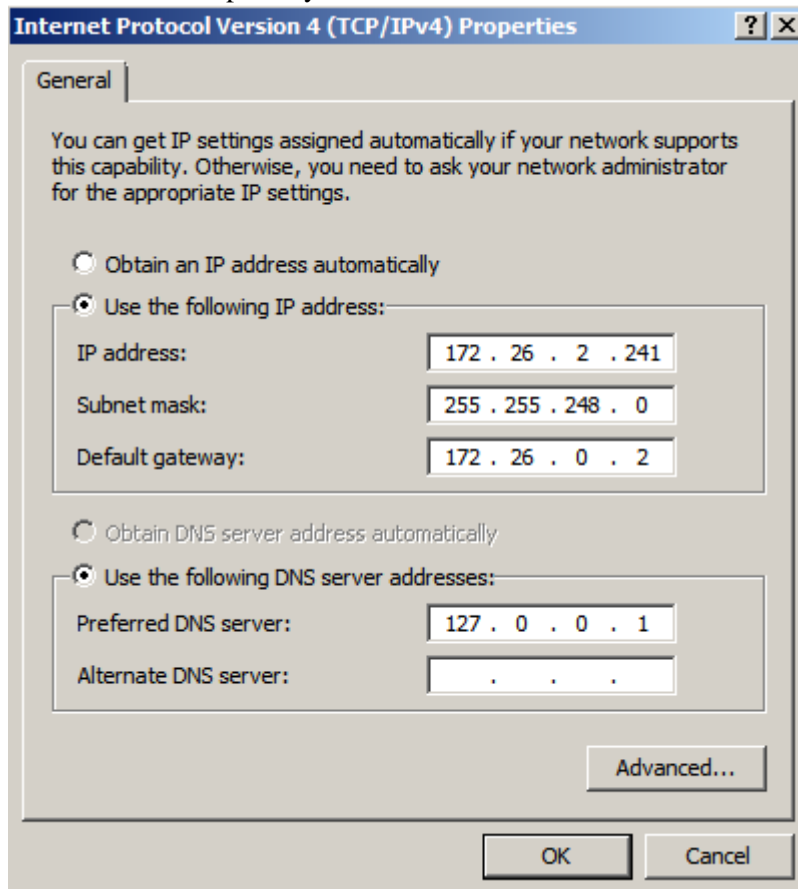 Internet Protocol Version 4 (TCP/IPv4) Properties
General
You can get IP settings assigned automatically if your network supports
this capability. Otherwise, you need to ask your network administrator
for the appropriate IP settings.
Obtain an IP address automatically
Use the following IP address:
IP address: 172 . 26 . 2 . 241
Subnet mask: 255 . 255 . 248 . 0
Default gateway: 172 . 26 . 0 . 2
Obtain DNS server address automatically
Use the following DNS server addresses:
Preferred DNS server: 127 . 0 . 0 . 1
Alternate DNS server: . . .
Advanced...
OK Cancel